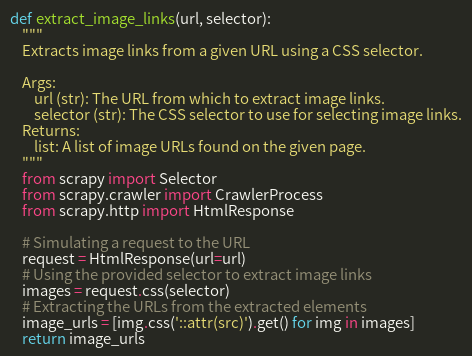 def extract_image_links(url, selector):
    """
    Extracts image links from a given URL using a CSS selector.

    Args:
        url (str): The URL from which to extract image links.
        selector (str): The CSS selector to use for selecting image links.
    Returns:
        list: A list of image URLs found on the given page.
    """
    from scrapy import Selector
    from scrapy.crawler import CrawlerProcess
    from scrapy.http import HtmlResponse

    # Simulating a request to the URL
    request = HtmlResponse(url=url)
    # Using the provided selector to extract image links
    images = request.css(selector)
    # Extracting the URLs from the extracted elements
    image_urls = [img.css('::attr(src)').get() for img in images]
    return image_urls